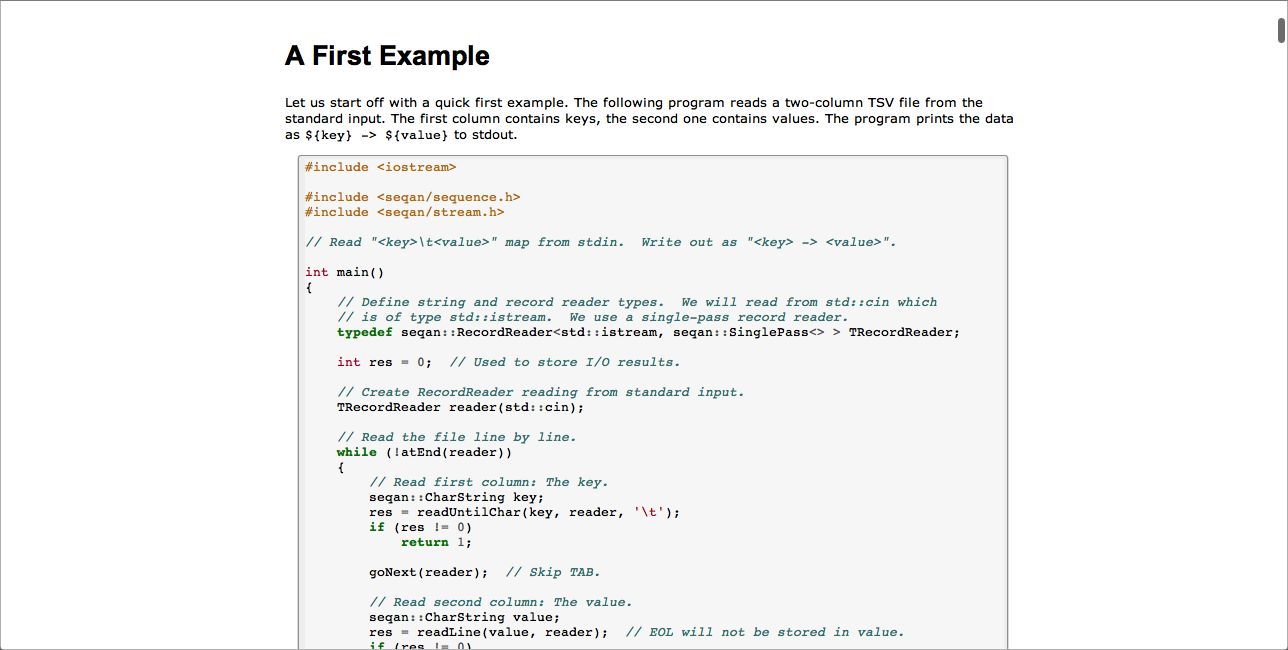 A First Example
Let us start off with a quick first example. The following program reads a two-column TSV file from the
standard input. The first column contains keys, the second one contains values. The program prints the data
as ${key} -> ${value} to stdout.
#include <iostream>
#include <seqan/sequence.h>
#include <seqan/stream.h>
// Read "<key>\t<value>" map from stdin.  Write out as "<key> -> <value>".
int main()
{
    // Define string and record reader types.  We will read from std::cin which
    // is of type std::istream.  We use a single-pass record reader.
    typedef seqan::RecordReader<std::istream, seqan::SinglePass<> > TRecordReader;
    int res = 0;  // Used to store I/O results.
    // Create RecordReader reading from standard input.
    TRecordReader reader(std::cin);
    // Read the file line by line.
    while (!atEnd(reader))
    {
        // Read first column: The key.
        seqan::CharString key;
        res = readUntilChar(key, reader, '\t');
        if (res != 0)
            return 1;
        goNext(reader);  // Skip TAB.
        // Read second column: The value.
        seqan::CharString value;
        res = readLine(value, reader);  // EOL will not be stored in value.
        if (res != 0)